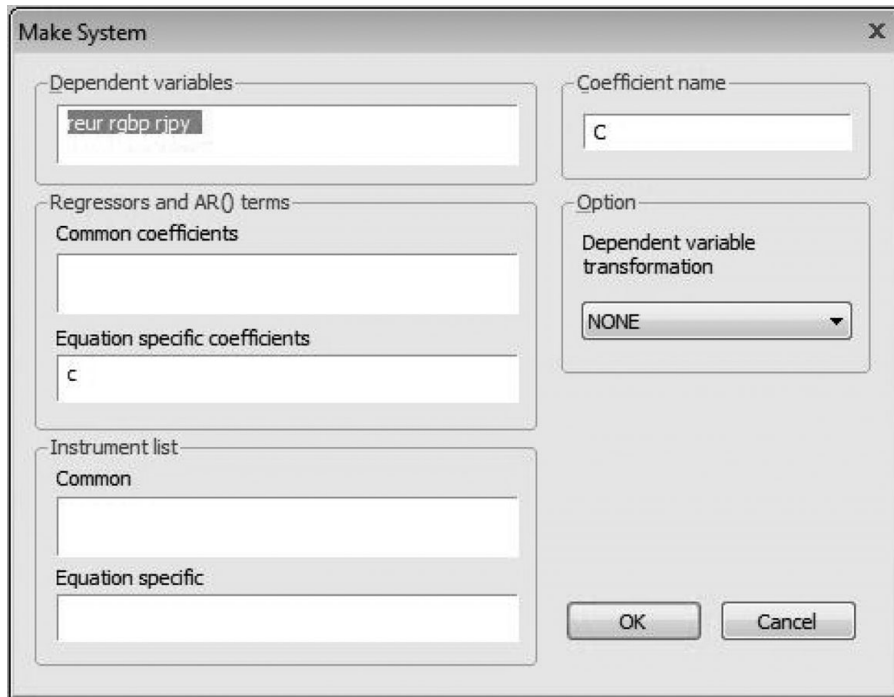 Make System
X
Dependent variables
reur rgbp rjpy
Regressors and AR() terms
Common coefficients
Equation specific coefficients
c
Instrument list
Common
Equation specific
Coefficient name
C
Option
Dependent variable
transformation
NONE
OK
Cancel